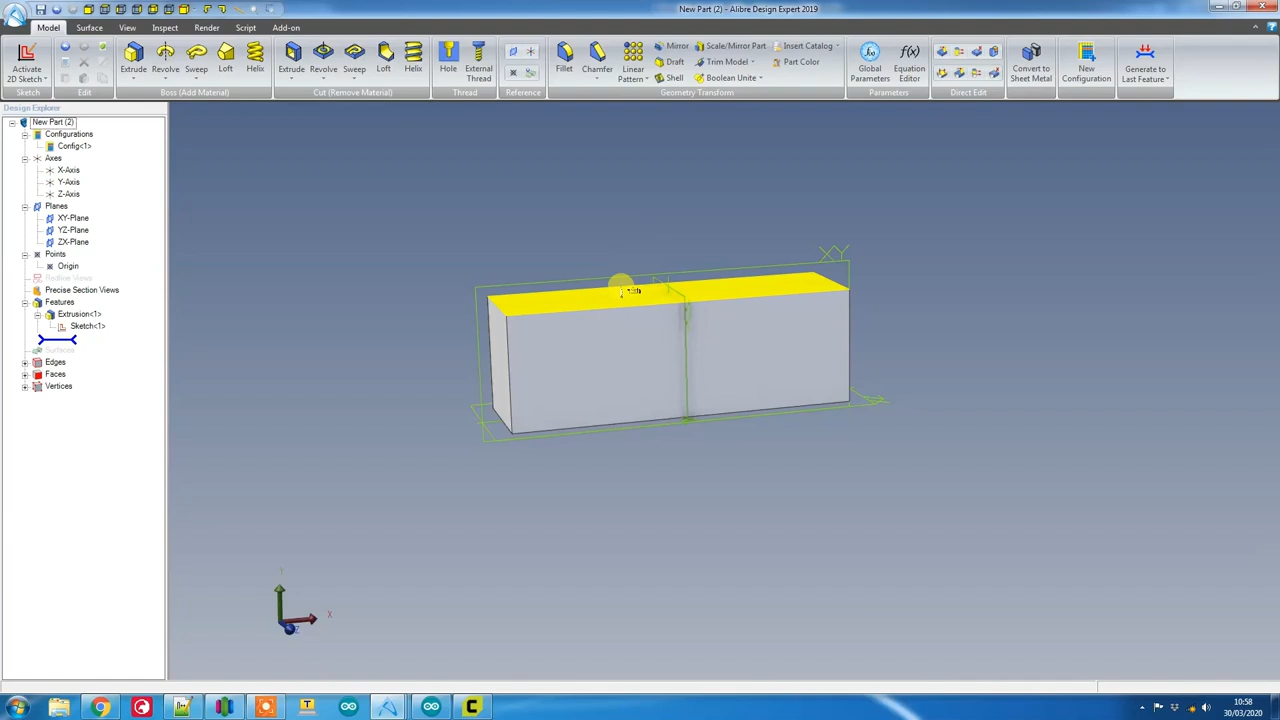 New Part (2) - Alibre Design Expert 2019
Model Surface View Inspect Render Script Add-on
Activate 2D Sketch
Sketch
Edit
Extrude Revolve Sweep Loft Helix
Boss (Add Material)
Extrude Revolve Sweep Loft Helix
Cut (Remove Material)
Hole External Thread
Thread
Reference
Fillet Chamfer Linear Pattern
Mirror Scale/Mirror Part Insert Catalog
Draft Trim Model Part Color
Shell Boolean Unite
Geometry Transform
Global Parameters Equation Editor
Parameters
Direct Edit
Convert to Sheet Metal
New Configuration
Generate to Last Feature
Design Explorer
New Part (2)
Configurations
Config<1>
Axes
X-Axis
Y-Axis
Z-Axis
Planes
XY-Plane
YZ-Plane
ZX-Plane
Points
Origin
Redline Views
Precise Section Views
Features
Extrusion<1>
Sketch<1>
Surfaces
Edges
Faces
Vertices
XY
Y
X
Z
10:58
30/03/2020